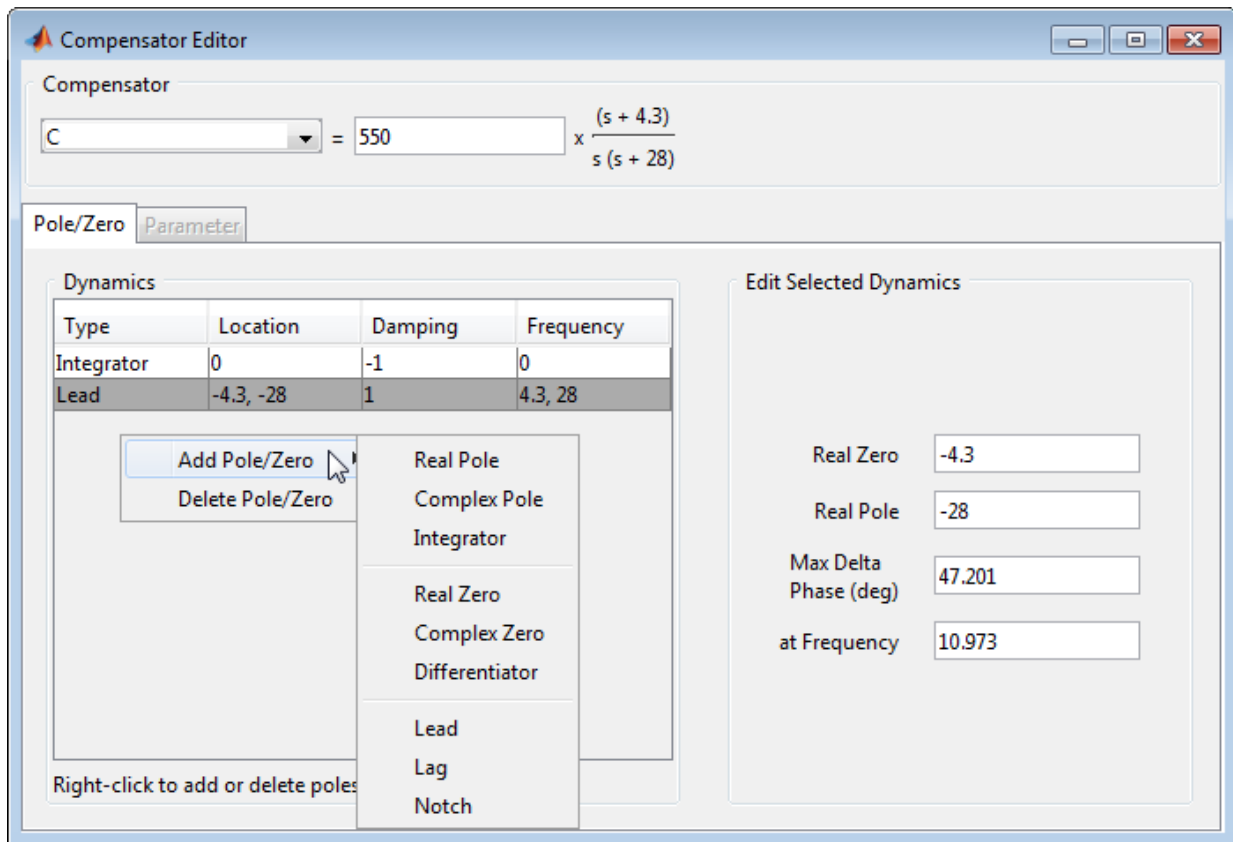 Compensator Editor
Compensator
C = 550 x (s + 4.3)
s (s + 28)
Pole/Zero Parameter
Dynamics
Type Location Damping Frequency
Integrator 0 -1 0
Lead -4.3, -28 1 4.3, 28
Add Pole/Zero
Delete Pole/Zero
Real Pole
Complex Pole
Integrator
Real Zero
Complex Zero
Differentiator
Lead
Lag
Notch
Right-click to add or delete poles
Edit Selected Dynamics
Real Zero -4.3
Real Pole -28
Max Delta
Phase (deg) 47.201
at Frequency 10.973